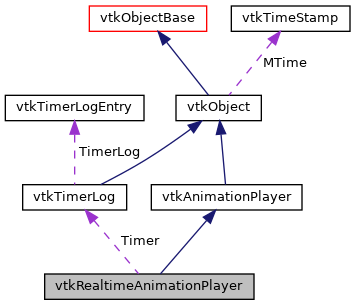 vtkObjectBase
vtkTimeStamp
MTime
vtkTimerLogEntry
vtkObject
TimerLog
vtkTimerLog
vtkAnimationPlayer
Timer
vtkRealtimeAnimationPlayer